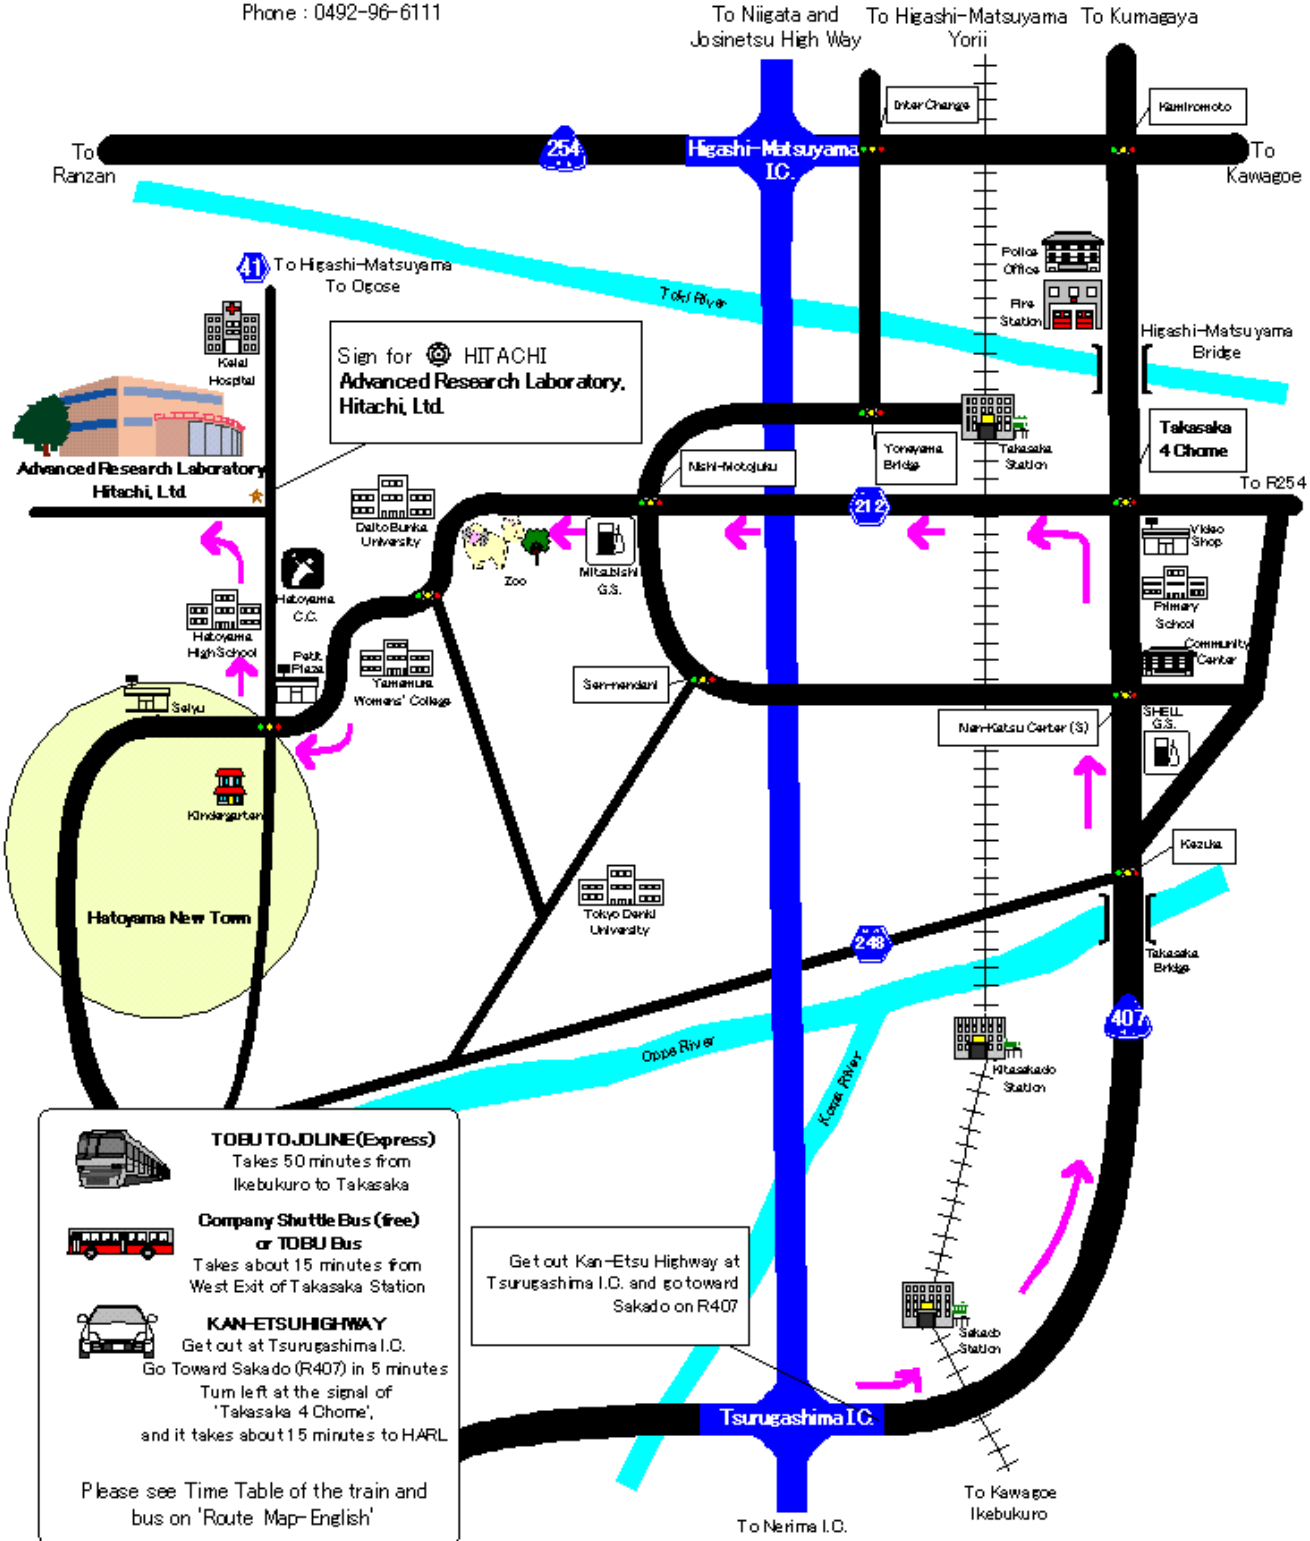 Phone : 0492-96-6111
To Niigata and
Josinetsu High Way
To Higashi-Matsuyama
Yorii
To Kumagaya
Inter Change
Kamiromoto
To
Ranzan
254
Higashi-Matsuyama
I.C.
To
Kawagoe
41
To Higashi-Matsuyama
To Ogose
Police
Office
Toki River
Fire
Station
Higashi-Matsuyama
Bridge
Hospital
Sign for HITACHI
Advanced Research Laboratory,
Hitachi, Ltd.
Takasaka
4 Chome
Advanced Research Laboratory
Hitachi, Ltd.
Nishi-Motojuku
Yoneyama
Bridge
Takasaka
Station
To R254
212
Daito Bunka
University
Video
Shop
Zoo
Mitsubishi
G.S.
Hatoyama
C.C.
Primary
School
Hatoyama
High School
Community
Center
Petit
Plaza
Yamamura
Womens' College
Sen-nendani
Seiyu
SHELL
G.S.
Nen-Katsu Center (S)
Kindergarten
Kazuka
Hatoyama New Town
Tokyo Denki
University
248
Takasaka
Bridge
407
Oppe River
Koma River
Kitasakado
Station
TOBU TOJO LINE (Express)
Takes 50 minutes from
Ikebukuro to Takasaka
Company Shuttle Bus (free)
or TOBU Bus
Takes about 15 minutes from
West Exit of Takasaka Station
Get out Kan-Etsu Highway at
Tsurugashima I.C. and go toward
Sakado on R407
KAN-ETSU HIGHWAY
Get out at Tsurugashima I.C.
Go Toward Sakado (R407) in 5 minutes
Turn left at the signal of
'Takasaka 4 Chome',
and it takes about 15 minutes to HARL
Sakado
Station
Tsurugashima I.C.
Please see Time Table of the train and
bus on 'Route Map-English'
To Kawagoe
Ikebukuro
To Nerima I.C.